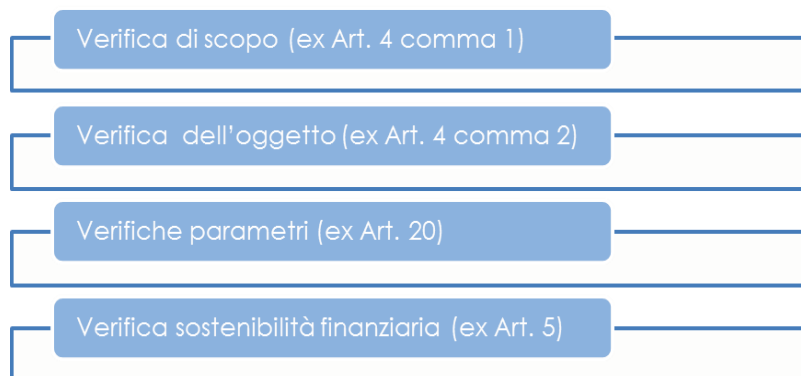 Verifica di scopo (ex Art. 4 comma 1)
Verifica dell’oggetto (ex Art. 4 comma 2)
Verifiche parametri (ex Art. 20)
Verifica sostenibilità finanziaria (ex Art. 5)